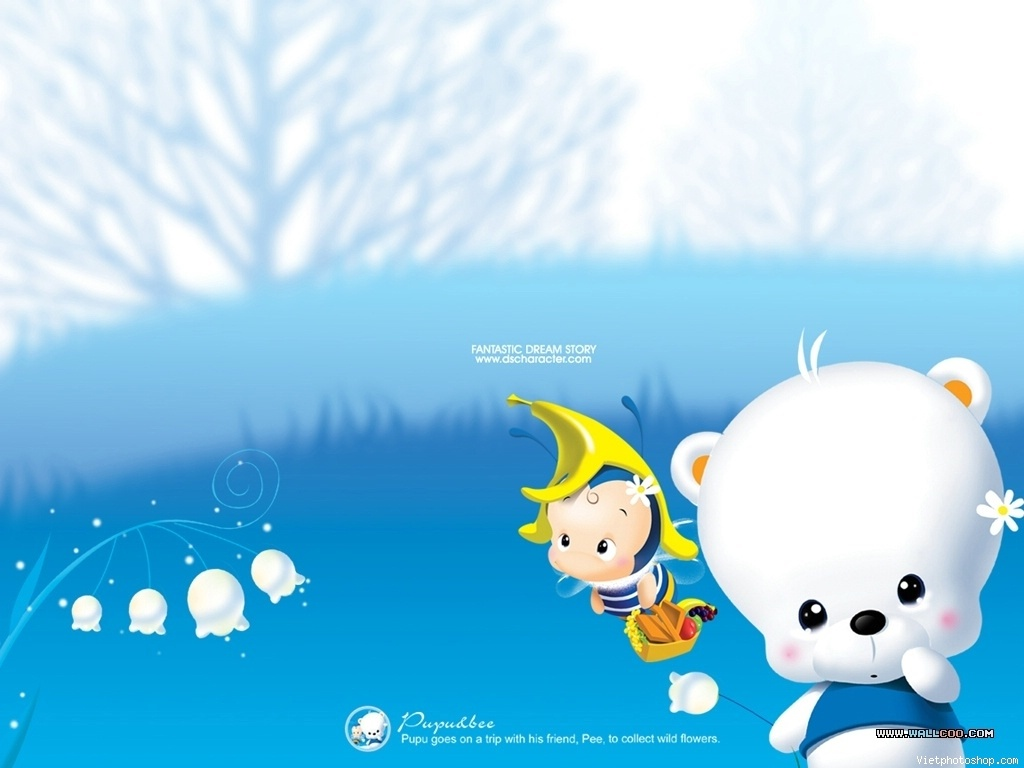 FANTASTIC DREAM STORY
www.dscharacter.com
Pupu&bee
Pupu goes on a trip with his friend, Pee, to collect wild flowers.
WWW.WALLCOO.COM
Vietphotoshop.com